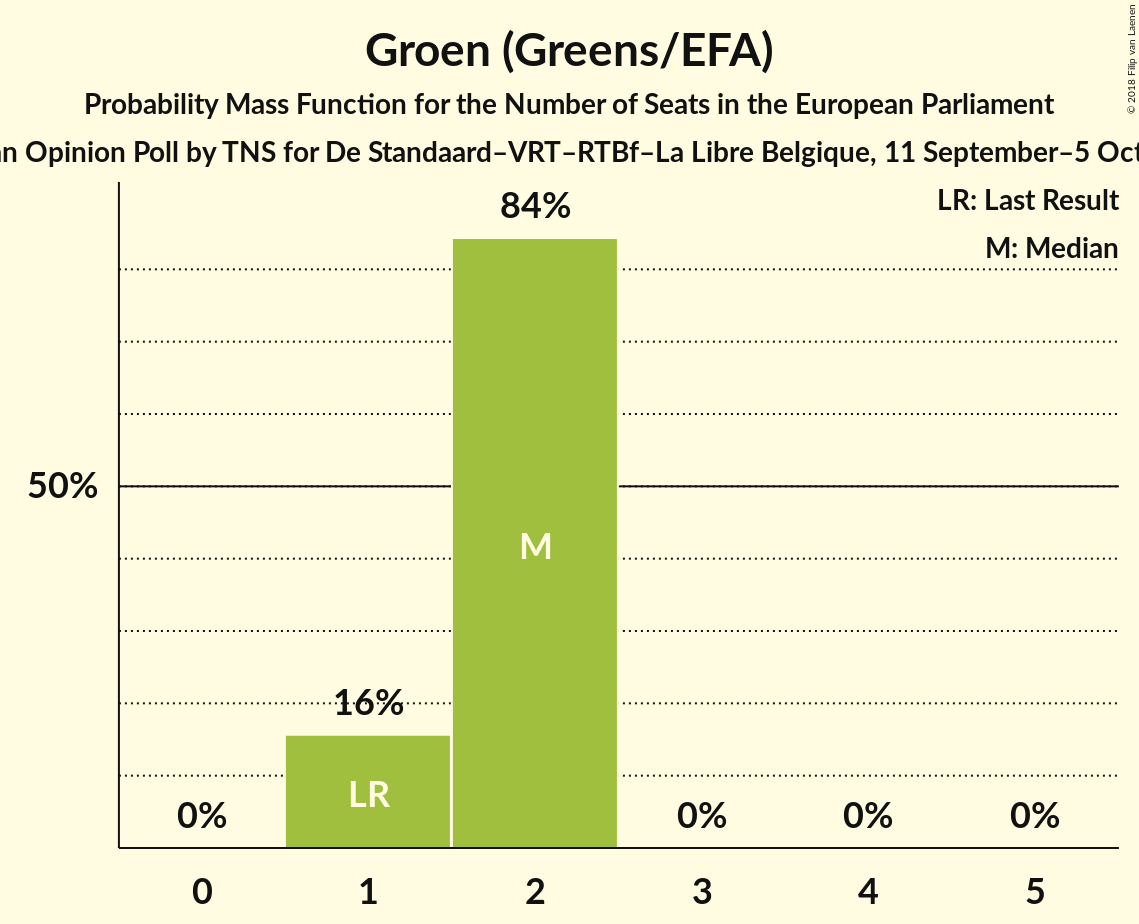 Groen (Greens/EFA)
Probability Mass Function for the Number of Seats in the European Parliament
n Opinion Poll by TNS for De Standaard–VRT–RTBf–La Libre Belgique, 11 September–5 Oct
© 2018 Filip van Laenen
LR: Last Result
M: Median
84%
50%
M
16%
LR
0%
0%
0%
0%
0 1 2 3 4 5